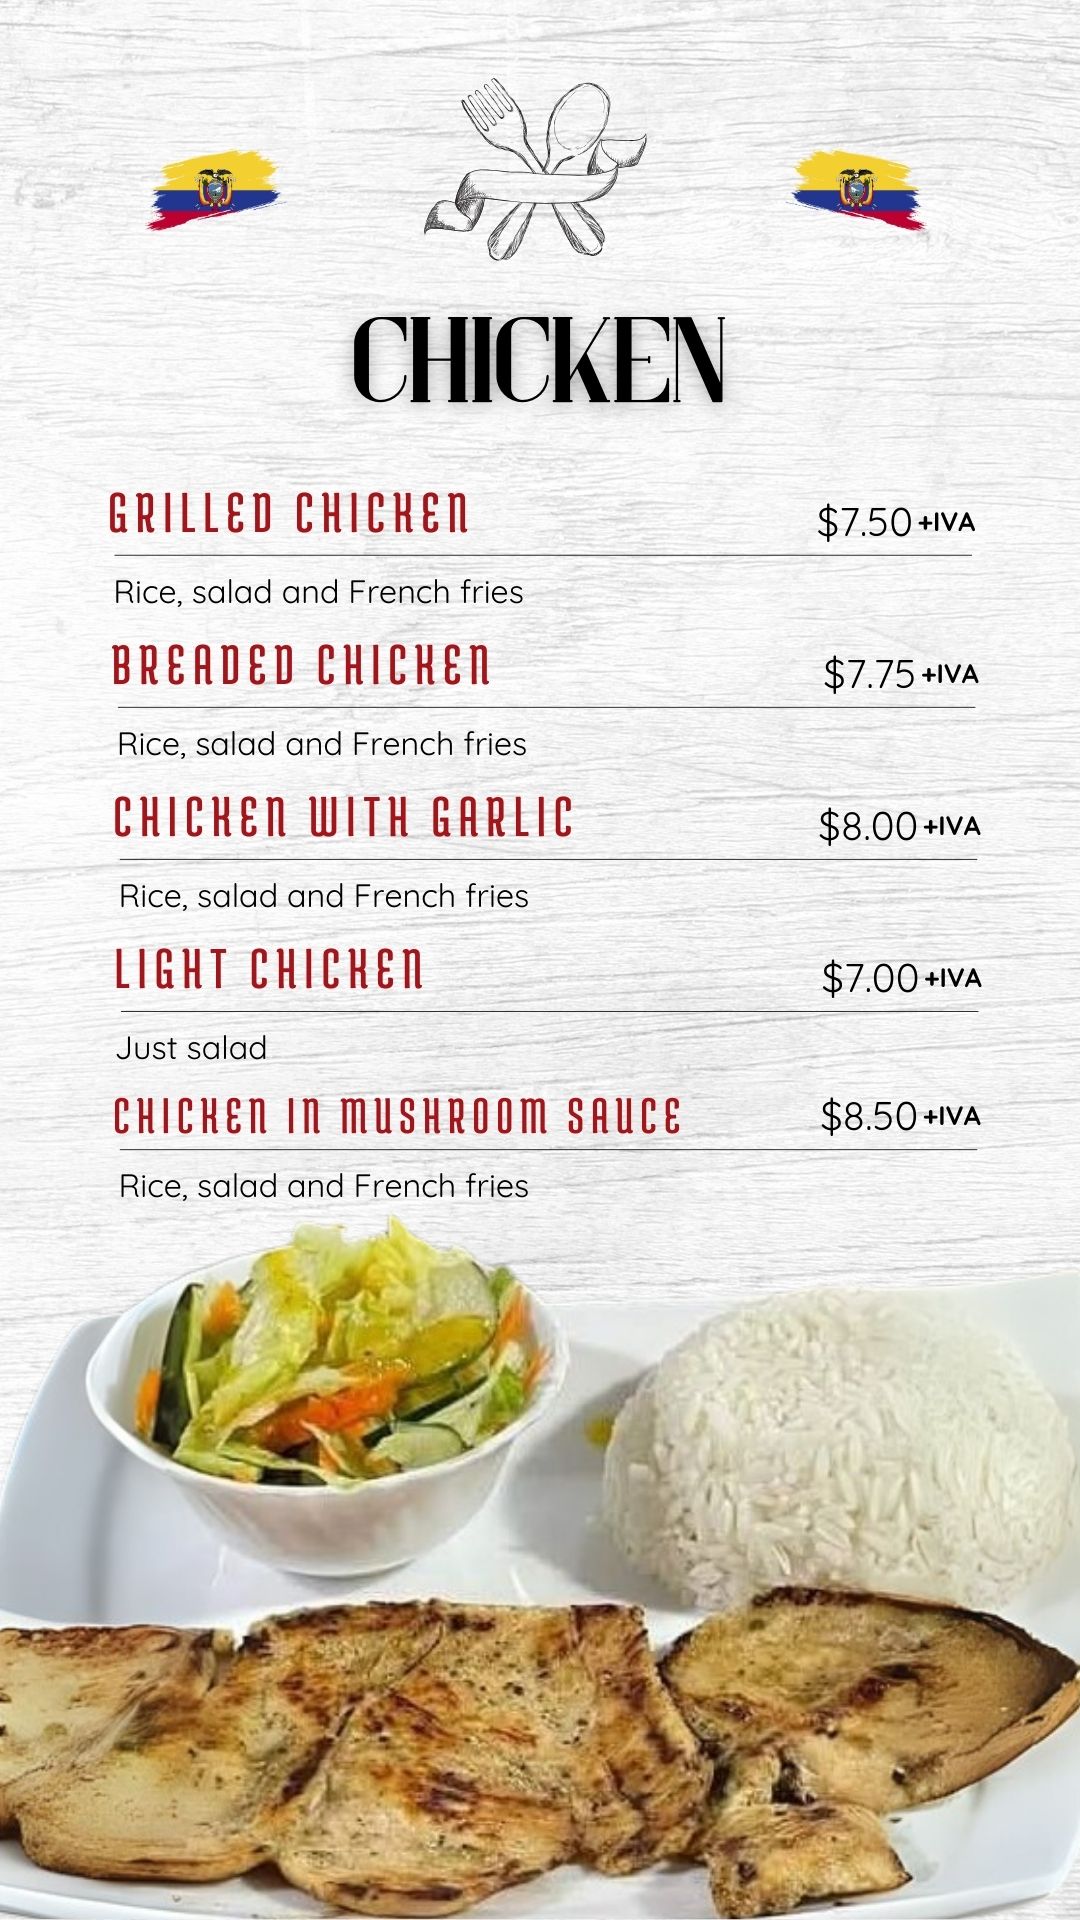 CHICKEN
GRILLED CHICKEN
$7.50 +IVA
Rice, salad and French fries
BREADED CHICKEN
$7.75 +IVA
Rice, salad and French fries
CHICKEN WITH GARLIC
$8.00 +IVA
Rice, salad and French fries
LIGHT CHICKEN
$7.00 +IVA
Just salad
CHICKEN IN MUSHROOM SAUCE
$8.50 +IVA
Rice, salad and French fries